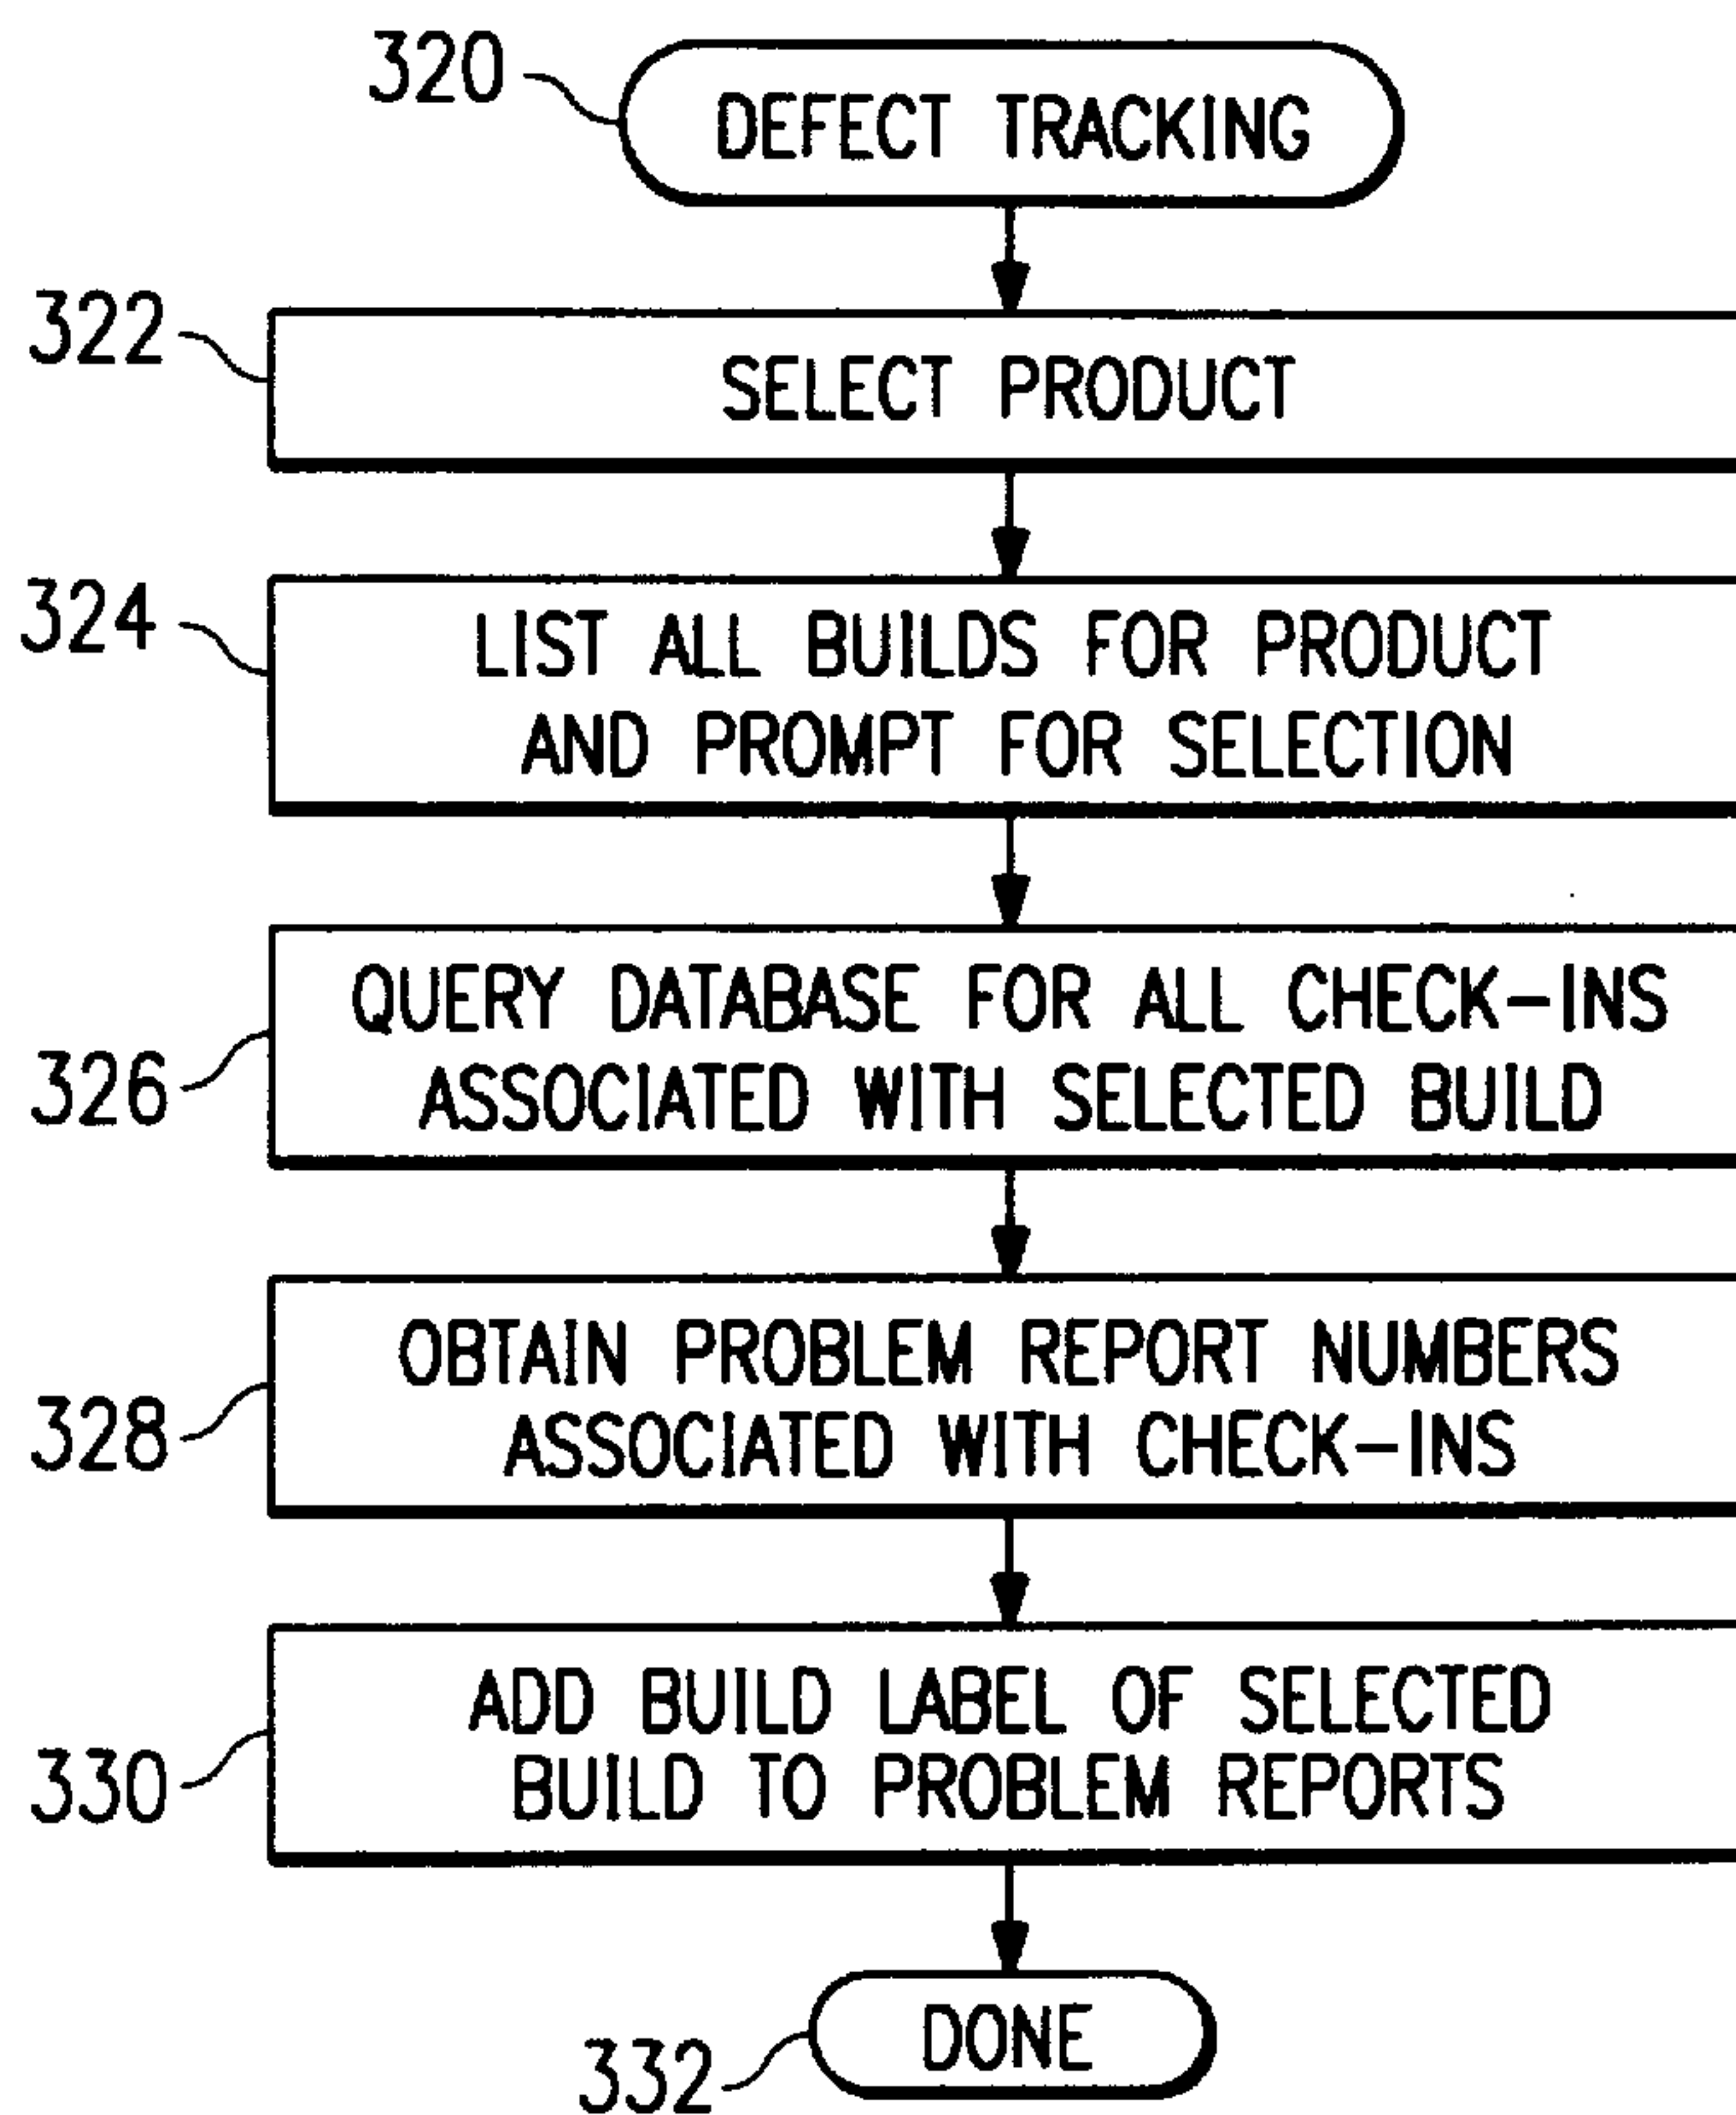 320
DEFECT TRACKING
322
SELECT PRODUCT
324
LIST ALL BUILDS FOR PRODUCT
AND PROMPT FOR SELECTION
326
QUERY DATABASE FOR ALL CHECK-INS
ASSOCIATED WITH SELECTED BUILD
328
OBTAIN PROBLEM REPORT NUMBERS
ASSOCIATED WITH CHECK-INS
330
ADD BUILD LABEL OF SELECTED
BUILD TO PROBLEM REPORTS
332
DONE